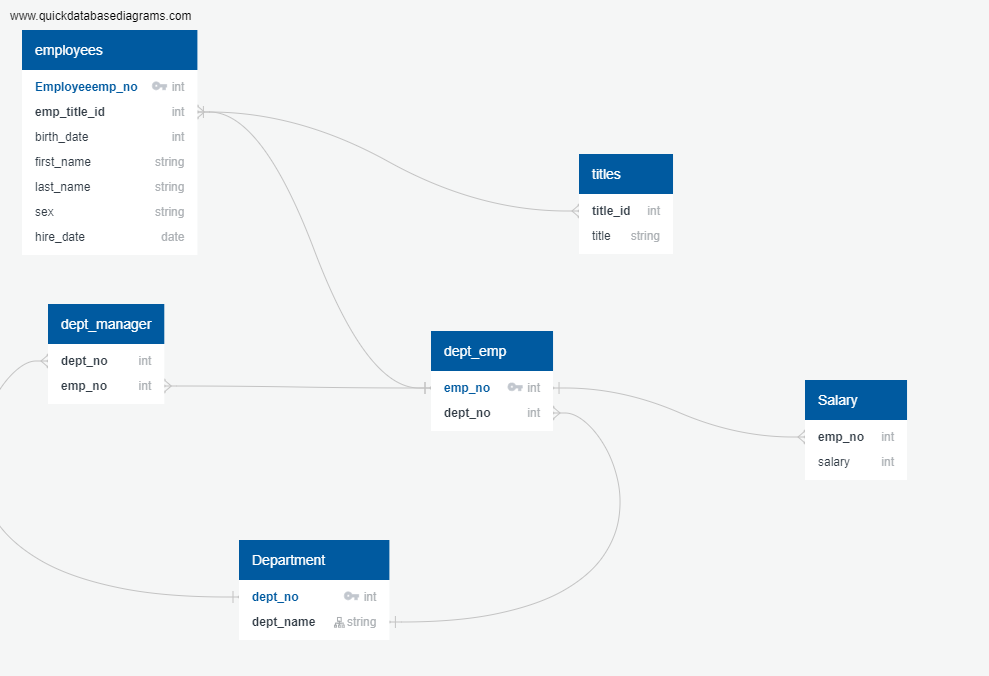 www.quickdatabasediagrams.com
employees
Employeeemp_no int
emp_title_id int
birth_date int
first_name string
last_name string
sex string
hire_date date
titles
title_id int
title string
dept_manager
dept_no int
emp_no int
dept_emp
emp_no int
dept_no int
Salary
emp_no int
salary int
Department
dept_no int
dept_name string